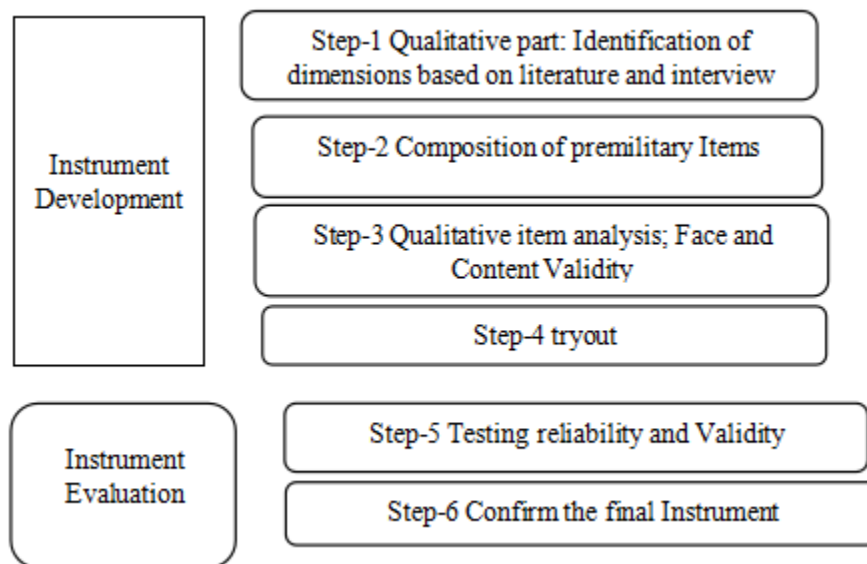 Instrument
Development
Step-1 Qualitative part: Identification of
dimensions based on literature and interview
Step-2 Composition of premilitary Items
Step-3 Qualitative item analysis; Face and
Content Validity
Step-4 tryout
Instrument
Evaluation
Step-5 Testing reliability and Validity
Step-6 Confirm the final Instrument